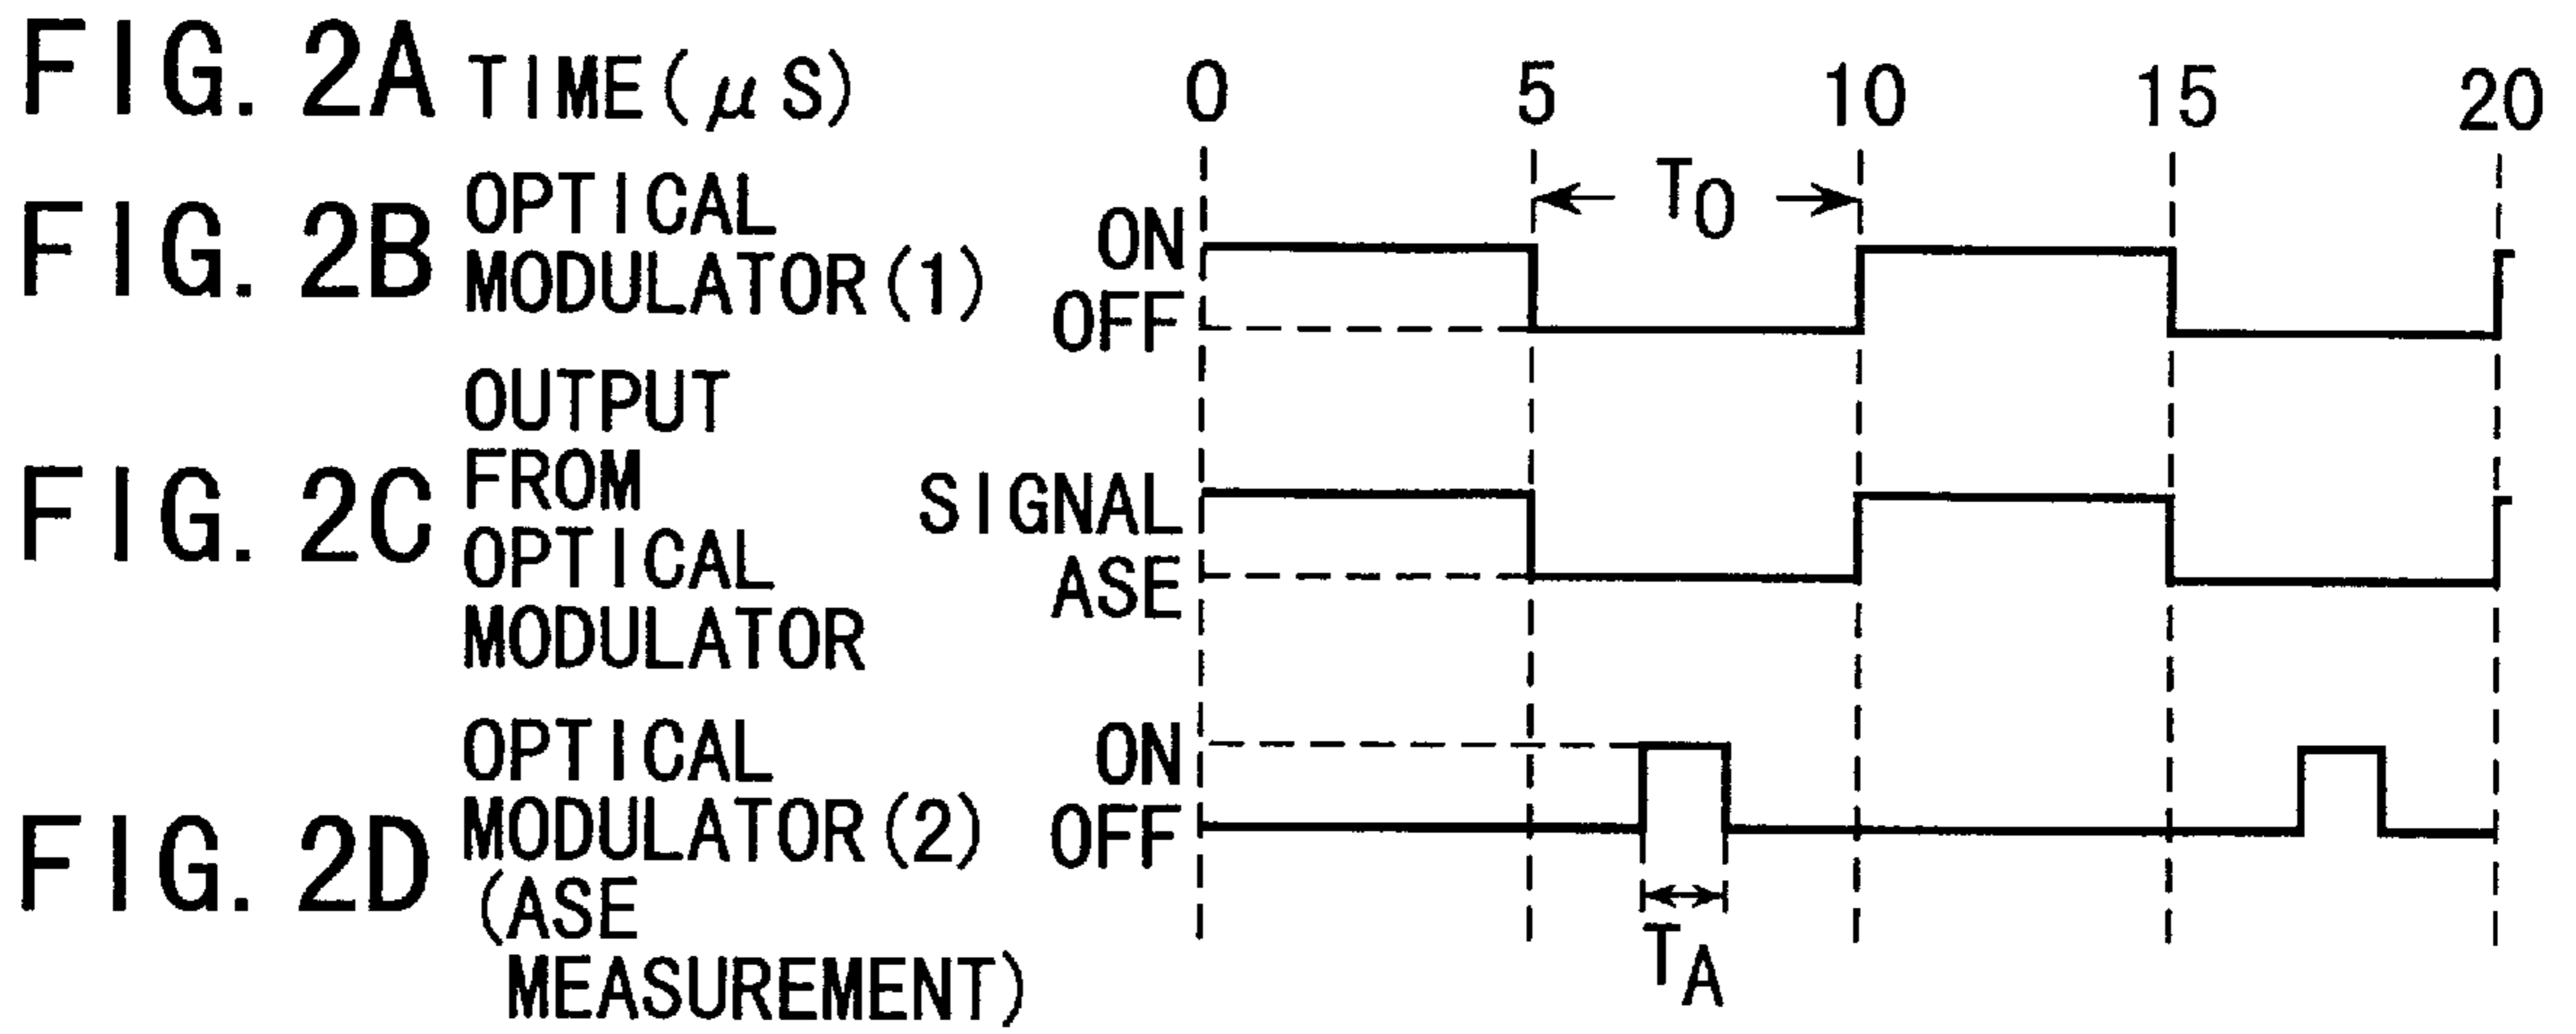 FIG. 2A TIME(μS) 0 5 10 15 20
FIG. 2B OPTICAL
MODULATOR(1)
ON
OFF
TO
FIG. 2C OUTPUT
FROM
OPTICAL
MODULATOR
SIGNAL
ASE
FIG. 2D OPTICAL
MODULATOR(2)
(ASE
MEASUREMENT)
ON
OFF
TA